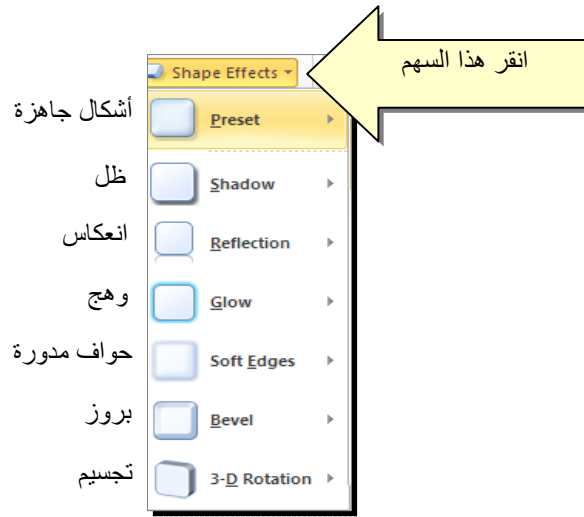 انقر هذا السهم
Shape Effects
أشكال جاهزة
Preset
ظل
Shadow
انعكاس
Reflection
وهج
Glow
حواف مدورة
Soft Edges
بروز
Bevel
تجسيم
3-D Rotation